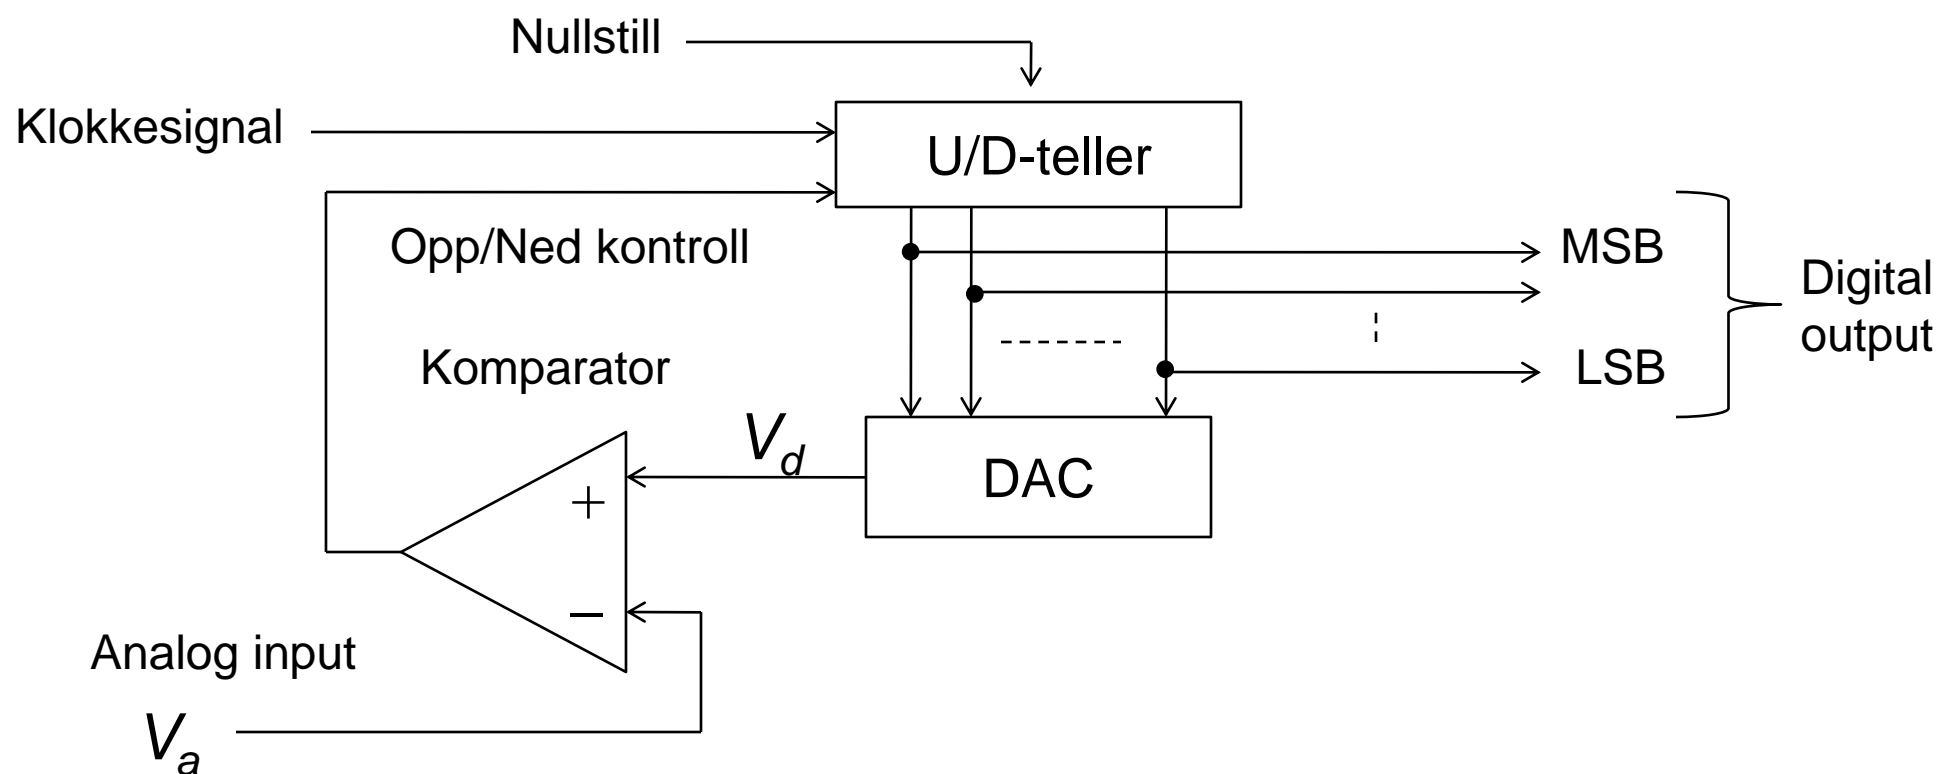 Nullstill
Klokkesignal
U/D-teller
Opp/Ned kontroll
MSB
Digital
output
Komparator
LSB
V_d
DAC
+
−
Analog input
V_a